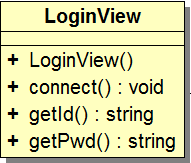 LoginView
+ LoginView()
+ connect() : void
+ getId() : string
+ getPwd() : string